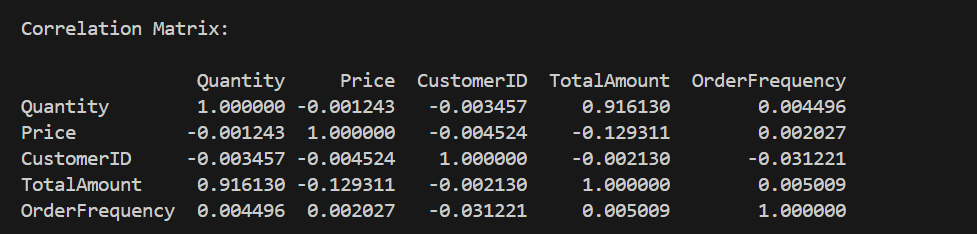 Correlation Matrix:
Quantity Price CustomerID TotalAmount OrderFrequency
Quantity 1.000000 -0.001243 -0.003457 0.916130 0.004496
Price -0.001243 1.000000 -0.004524 -0.129311 0.002027
CustomerID -0.003457 -0.004524 1.000000 -0.002130 -0.031221
TotalAmount 0.916130 -0.129311 -0.002130 1.000000 0.005009
OrderFrequency 0.004496 0.002027 -0.031221 0.005009 1.000000